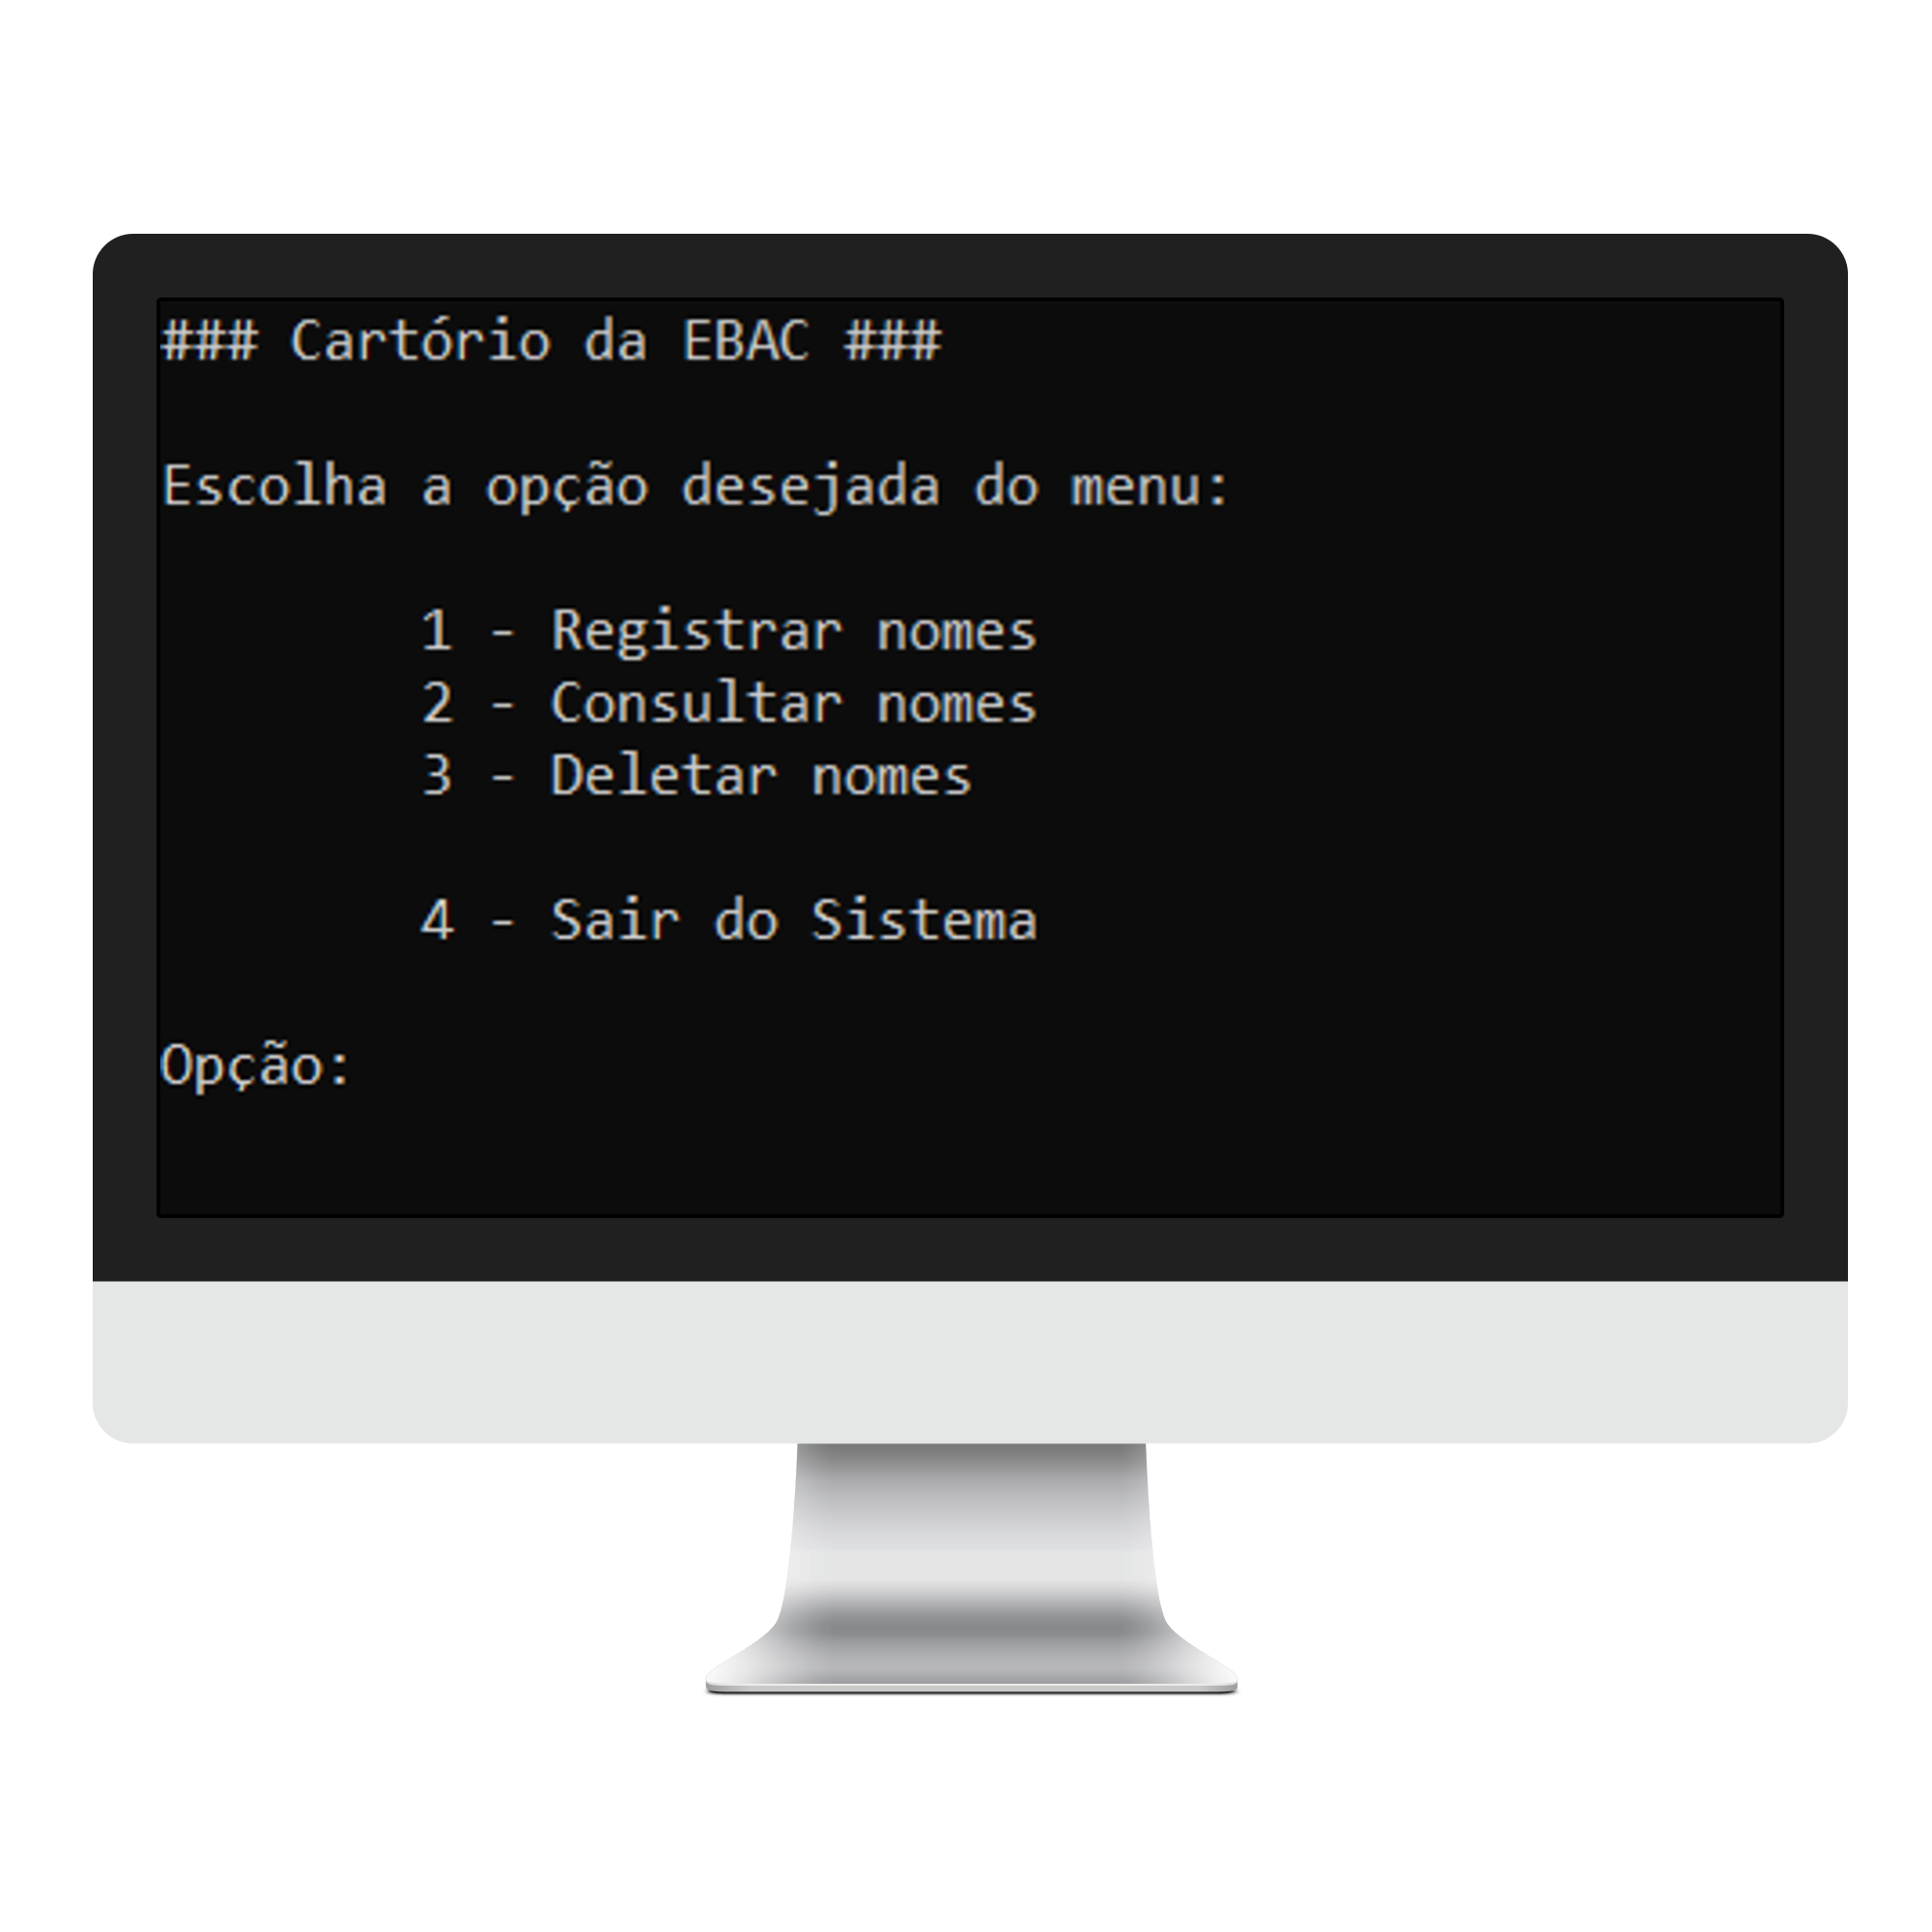 ### Cartório da EBAC ###
Escolha a opção desejada do menu:
1 - Registrar nomes
2 - Consultar nomes
3 - Deletar nomes
4 - Sair do Sistema
Opção: